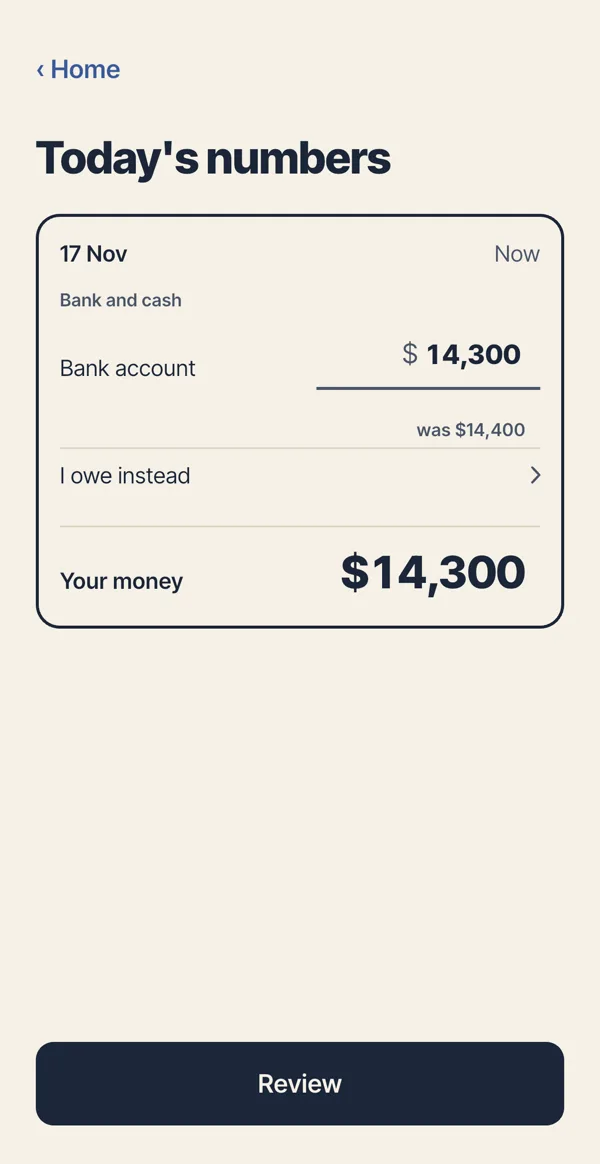 ‹ Home
Today's numbers
17 Nov Now
Bank and cash
Bank account $ 14,300
was $14,400
I owe instead
Your money $14,300
Review